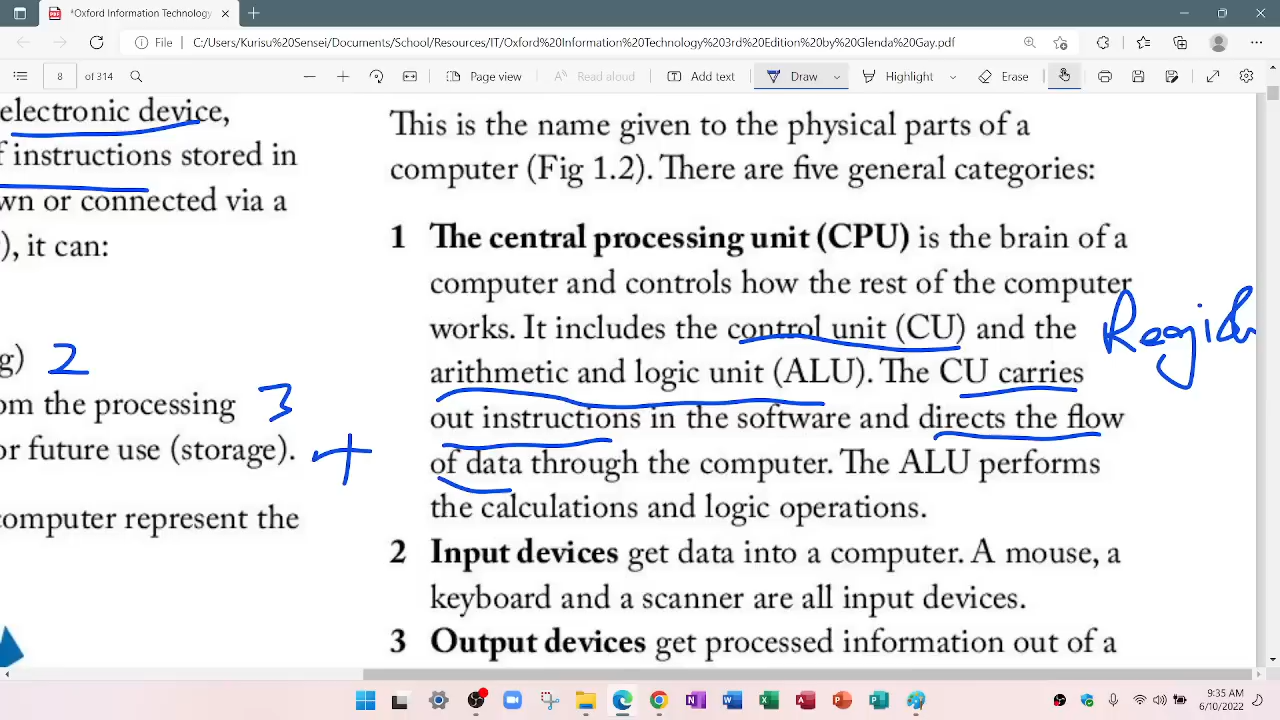 *Oxford Information Technology
File
C:/Users/Kurisu%20Sensei/Documents/School/Resources/IT/Oxford%20Information%20Technology%203rd%20Edition%20by%20Glenda%20Gay.pdf
8 of 314
Page view
Read aloud
Add text
Draw
Highlight
Erase
electronic device,
f instructions stored in
wn or connected via a
), it can:
g) 2
om the processing 3
or future use (storage). 4
computer represent the
This is the name given to the physical parts of a
computer (Fig 1.2). There are five general categories:
1 The central processing unit (CPU) is the brain of a
computer and controls how the rest of the computer
works. It includes the control unit (CU) and the
arithmetic and logic unit (ALU). The CU carries
out instructions in the software and directs the flow
of data through the computer. The ALU performs
the calculations and logic operations.
2 Input devices get data into a computer. A mouse, a
keyboard and a scanner are all input devices.
3 Output devices get processed information out of a
9:35 AM
6/10/2022